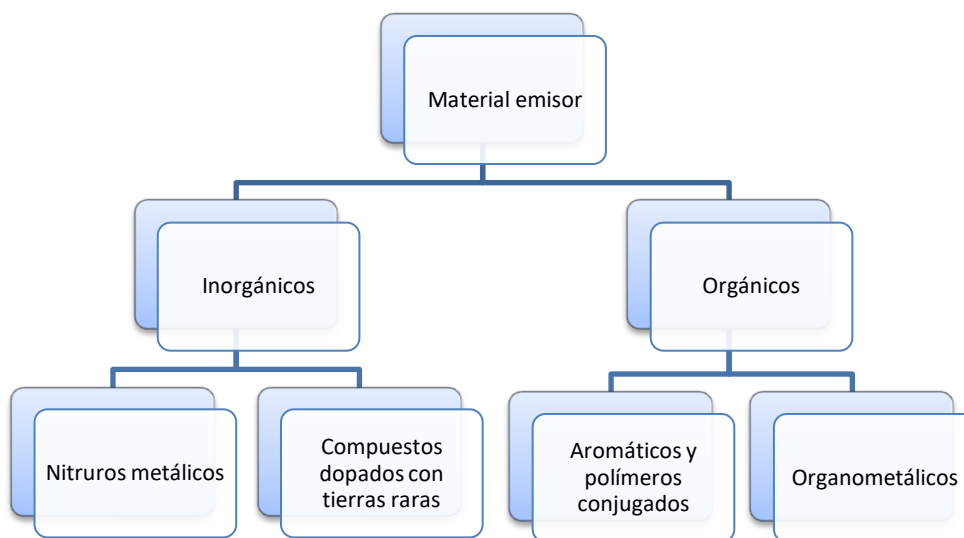 Material emisor
Inorgánicos
Orgánicos
Nitruros metálicos
Compuestos
dopados con
tierras raras
Aromáticos y
polímeros
conjugados
Organometálicos